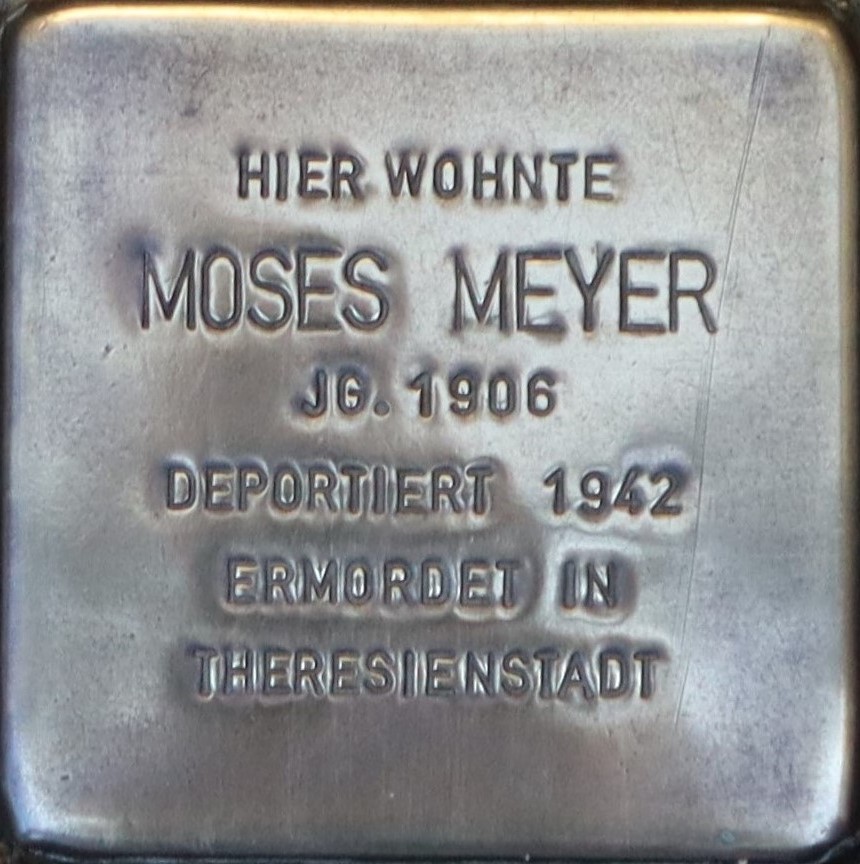 HIER WOHNTE
MOSES MEYER
JG. 1906
DEPORTIERT 1942
ERMORDET IN
THERESIENSTADT